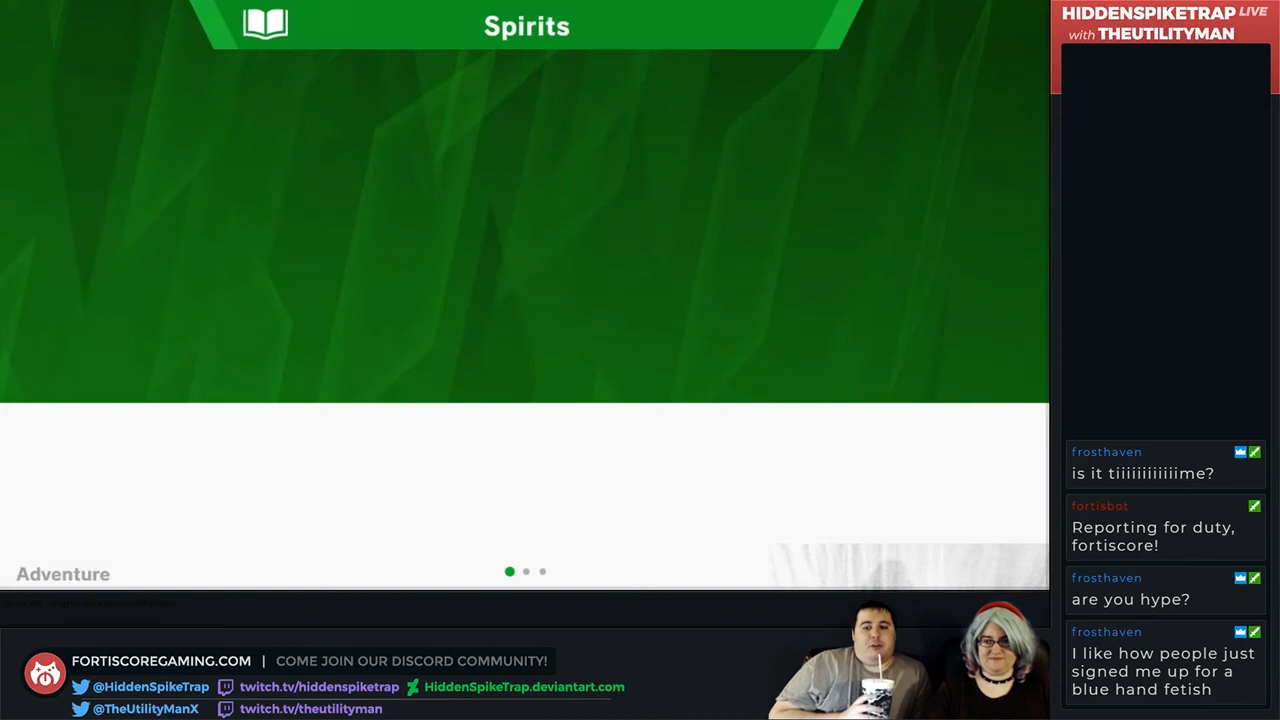 Spirits
Adventure
HIDDENSPIKETRAP LIVE
with THEUTILITYMAN
frosthaven
is it tiiiiiiiiiiiime?
fortisbot
Reporting for duty,
fortiscore!
frosthaven
are you hype?
frosthaven
I like how people just
signed me up for a
blue hand fetish
FORTISCOREGAMING.COM | COME JOIN OUR DISCORD COMMUNITY!
@HiddenSpikeTrap twitch.tv/hiddenspiketrap HiddenSpikeTrap.deviantart.com
@TheUtilityManX twitch.tv/theutilityman